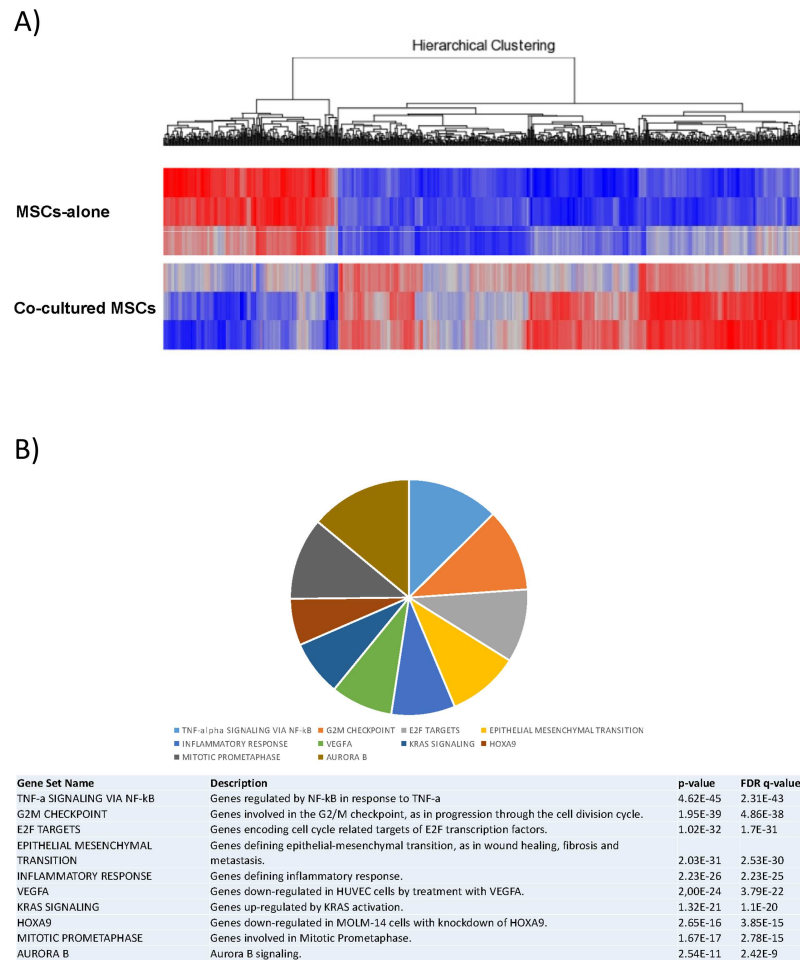 A)
Hierarchical Clustering
MSCs-alone
Co-cultured MSCs
B)
TNF-alpha SIGNALING VIA NF-kB G2M CHECKPOINT E2F TARGETS EPITHELIAL MESENCHYMAL TRANSITION
INFLAMMATORY RESPONSE VEGFA KRAS SIGNALING HOXA9
MITOTIC PROMETAPHASE AURORA B
Gene Set Name Description p-value FDR q-value
TNF-a SIGNALING VIA NF-kB Genes regulated by NF-kB in response to TNF-a 4.62E-45 2.31E-43
G2M CHECKPOINT Genes involved in the G2/M checkpoint, as in progression through the cell division cycle. 1.95E-39 4.86E-38
E2F TARGETS Genes encoding cell cycle related targets of E2F transcription factors. 1.02E-32 1.7E-31
EPITHELIAL MESENCHYMAL Genes defining epithelial-mesenchymal transition, as in wound healing, fibrosis and
TRANSITION metastasis. 2.03E-31 2.53E-30
INFLAMMATORY RESPONSE Genes defining inflammatory response. 2.23E-26 2.23E-25
VEGFA Genes down-regulated in HUVEC cells by treatment with VEGFA. 2,00E-24 3.79E-22
KRAS SIGNALING Genes up-regulated by KRAS activation. 1.32E-21 1.1E-20
HOXA9 Genes down-regulated in MOLM-14 cells with knockdown of HOXA9. 2.65E-16 3.85E-15
MITOTIC PROMETAPHASE Genes involved in Mitotic Prometaphase. 1.67E-17 2.78E-15
AURORA B Aurora B signaling. 2.54E-11 2.42E-9